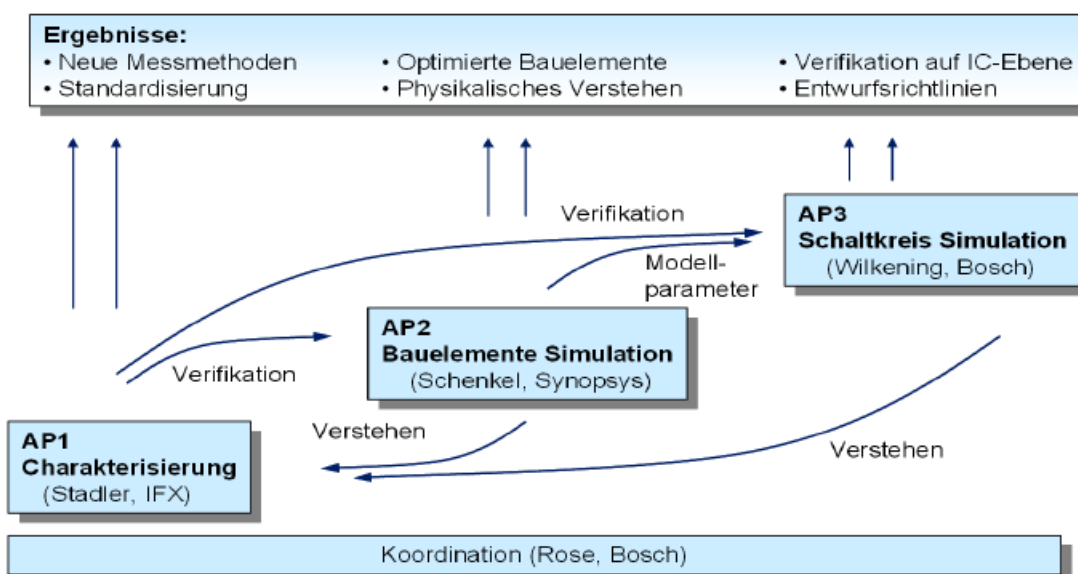 Ergebnisse:
• Neue Messmethoden
• Standardisierung
• Optimierte Bauelemente
• Physikalisches Verstehen
• Verifikation auf IC-Ebene
• Entwurfsrichtlinien
Verifikation
Modell-
parameter
AP3
Schaltkreis Simulation
(Wilkening, Bosch)
Verifikation
AP2
Bauelemente Simulation
(Schenkel, Synopsys)
Verstehen
Verstehen
AP1
Charakterisierung
(Stadler, IFX)
Koordination (Rose, Bosch)